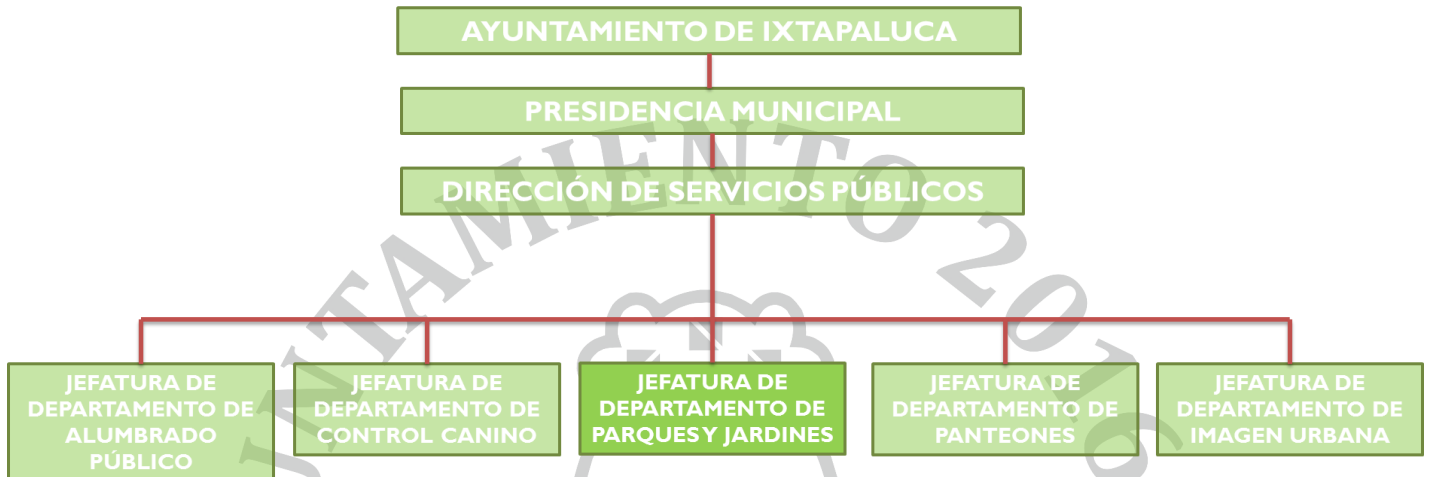 AYUNTAMIENTO DE IXTAPALUCA
PRESIDENCIA MUNICIPAL
DIRECCIÓN DE SERVICIOS PÚBLICOS
JEFATURA DE
DEPARTAMENTO DE
ALUMBRADO
PÚBLICO
JEFATURA DE
DEPARTAMENTO DE
CONTROL CANINO
JEFATURA DE
DEPARTAMENTO DE
PARQUES Y JARDINES
JEFATURA DE
DEPARTAMENTO DE
PANTEONES
JEFATURA DE
DEPARTAMENTO DE
IMAGEN URBANA
UNTAMIENTO 2016